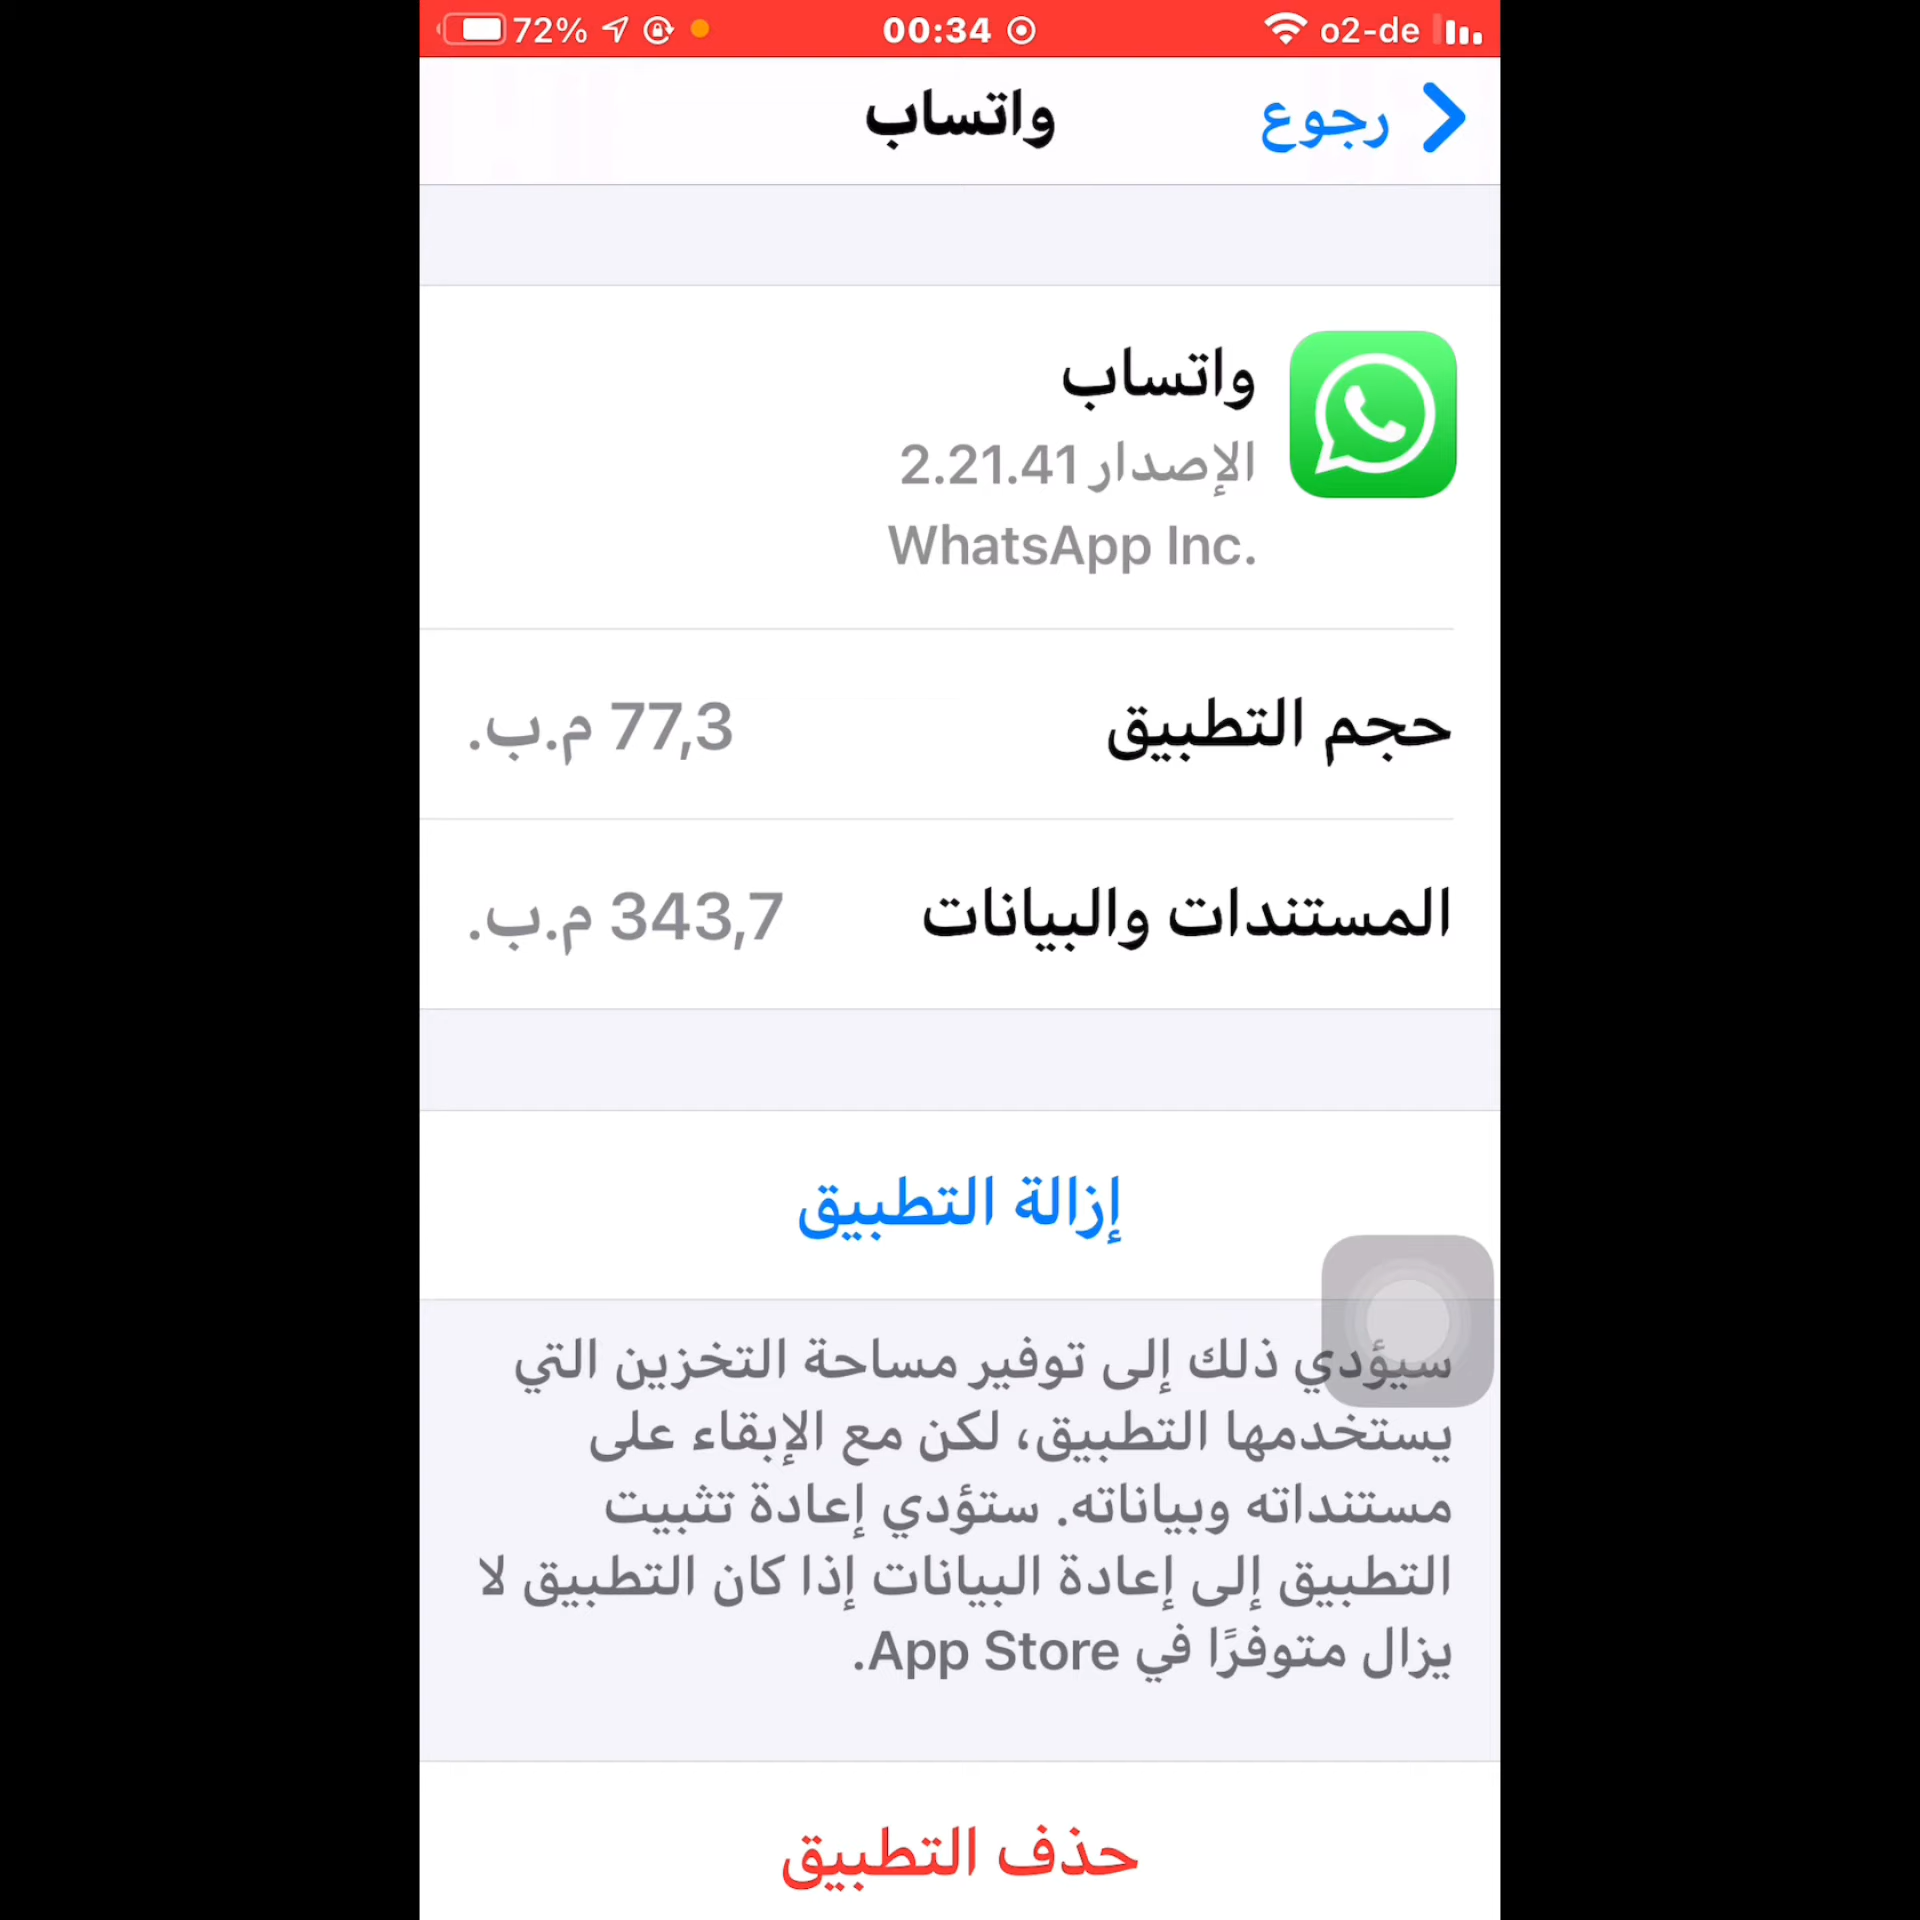 72% 00:34 o2-de
رجوع
واتساب
واتساب
الإصدار 2.21.41
WhatsApp Inc.
حجم التطبيق 77,3 م.ب.
المستندات والبيانات 343,7 م.ب.
إزالة التطبيق
سيؤدي ذلك إلى توفير مساحة التخزين التي
يستخدمها التطبيق، لكن مع الإبقاء على
مستنداته وبياناته. ستؤدي إعادة تثبيت
التطبيق إلى إعادة البيانات إذا كان التطبيق لا
يزال متوفرًا في App Store.
حذف التطبيق